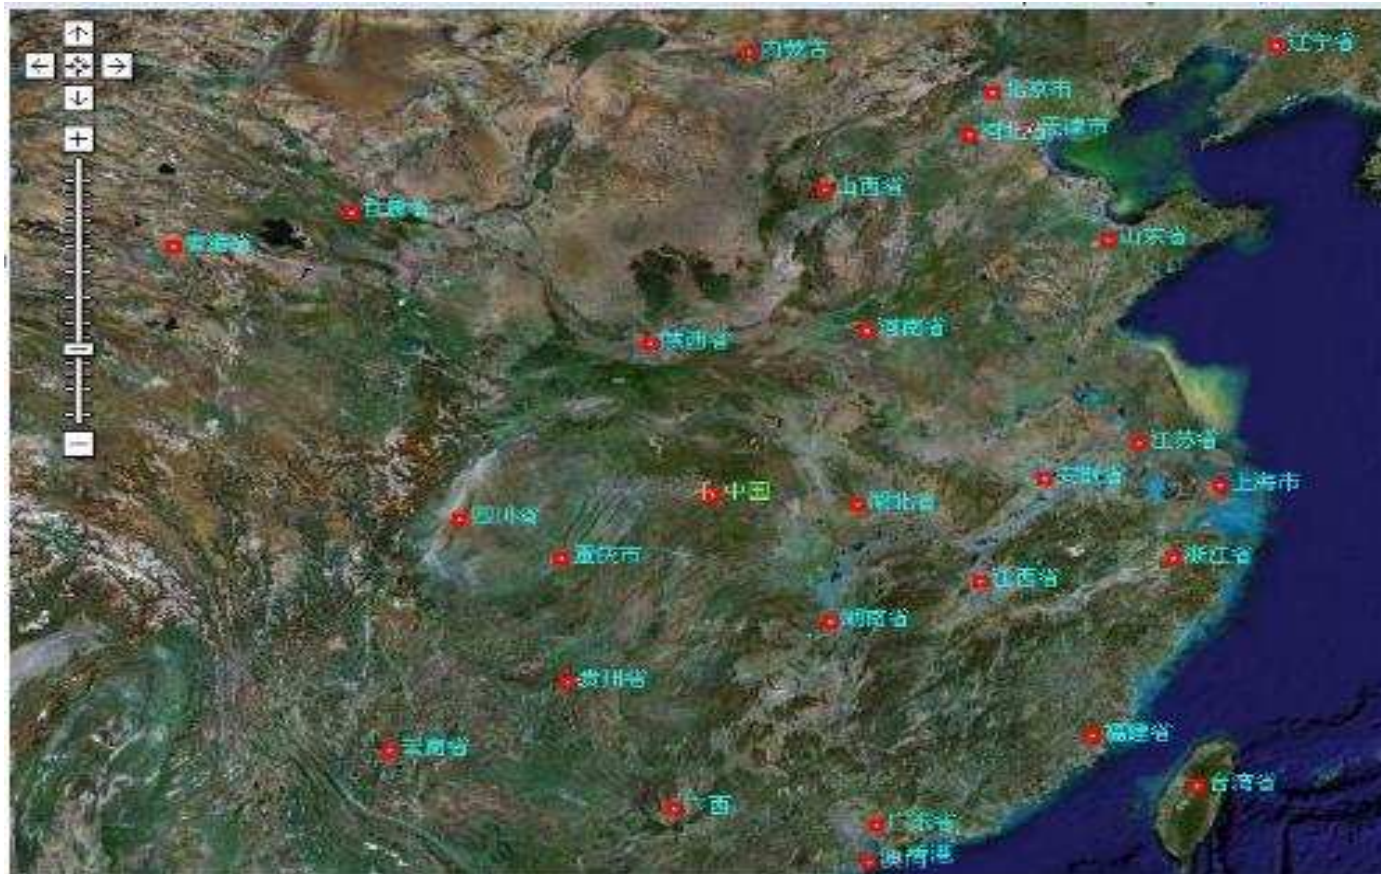 内蒙古
辽宁省
北京市
河北省
天津市
山西省
甘肃省
山东省
青海省
河南省
陕西省
江苏省
安徽省
上海市
中国
湖北省
四川省
重庆市
浙江省
江西省
湖南省
贵州省
福建省
云南省
台湾省
广西
广东省
香港
澳门